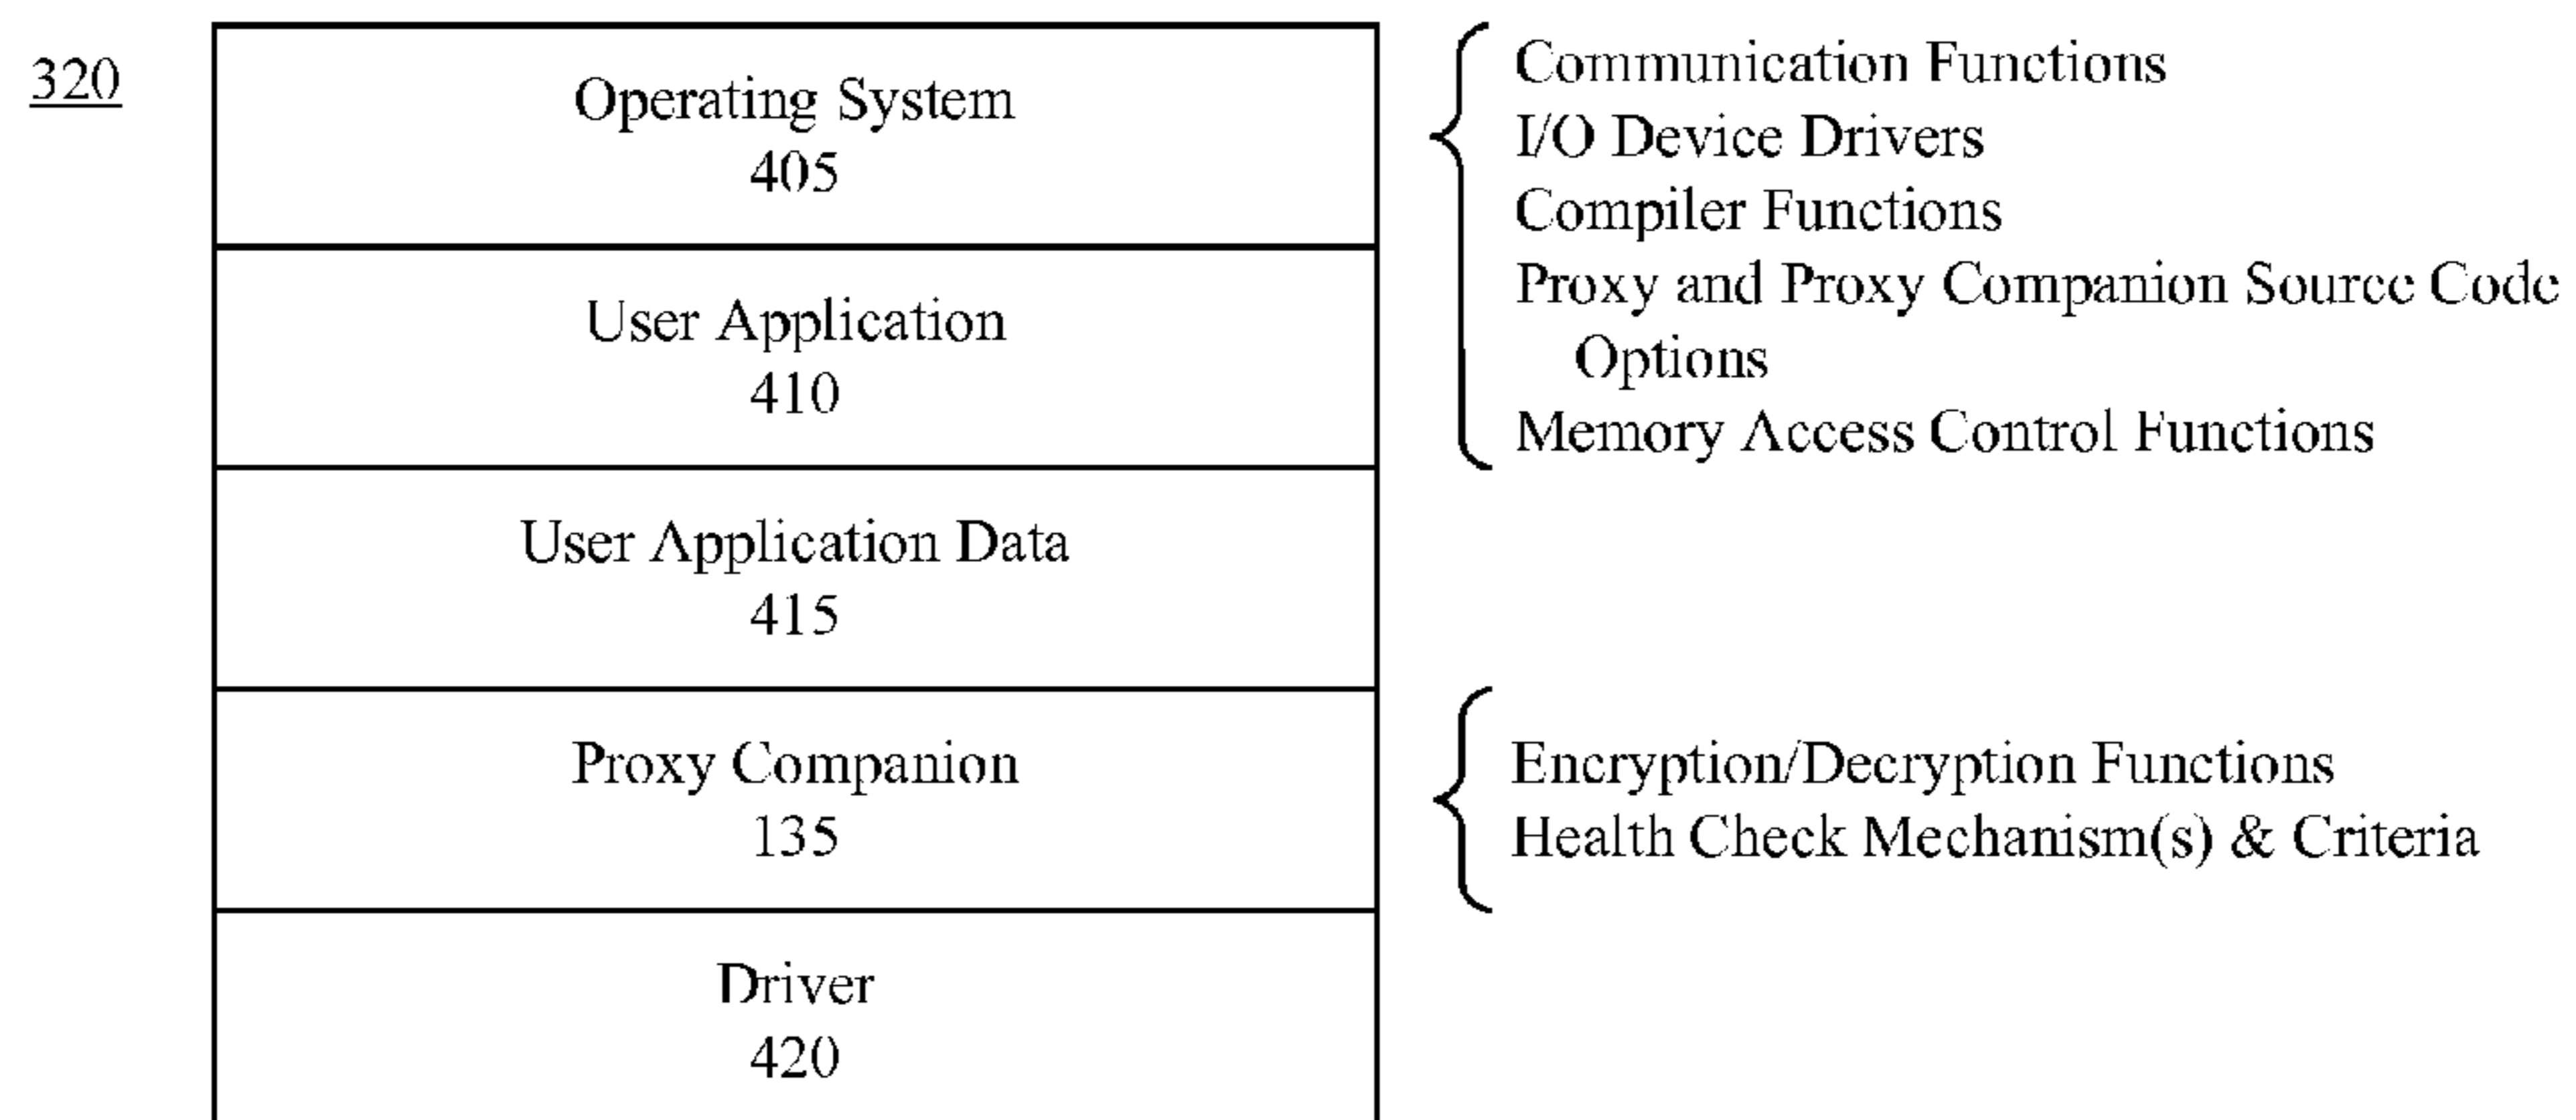 320
Operating System
405
User Application
410
User Application Data
415
Proxy Companion
135
Driver
420
Communication Functions
I/O Device Drivers
Compiler Functions
Proxy and Proxy Companion Source Code
Options
Memory Access Control Functions
Encryption/Decryption Functions
Health Check Mechanism(s) & Criteria